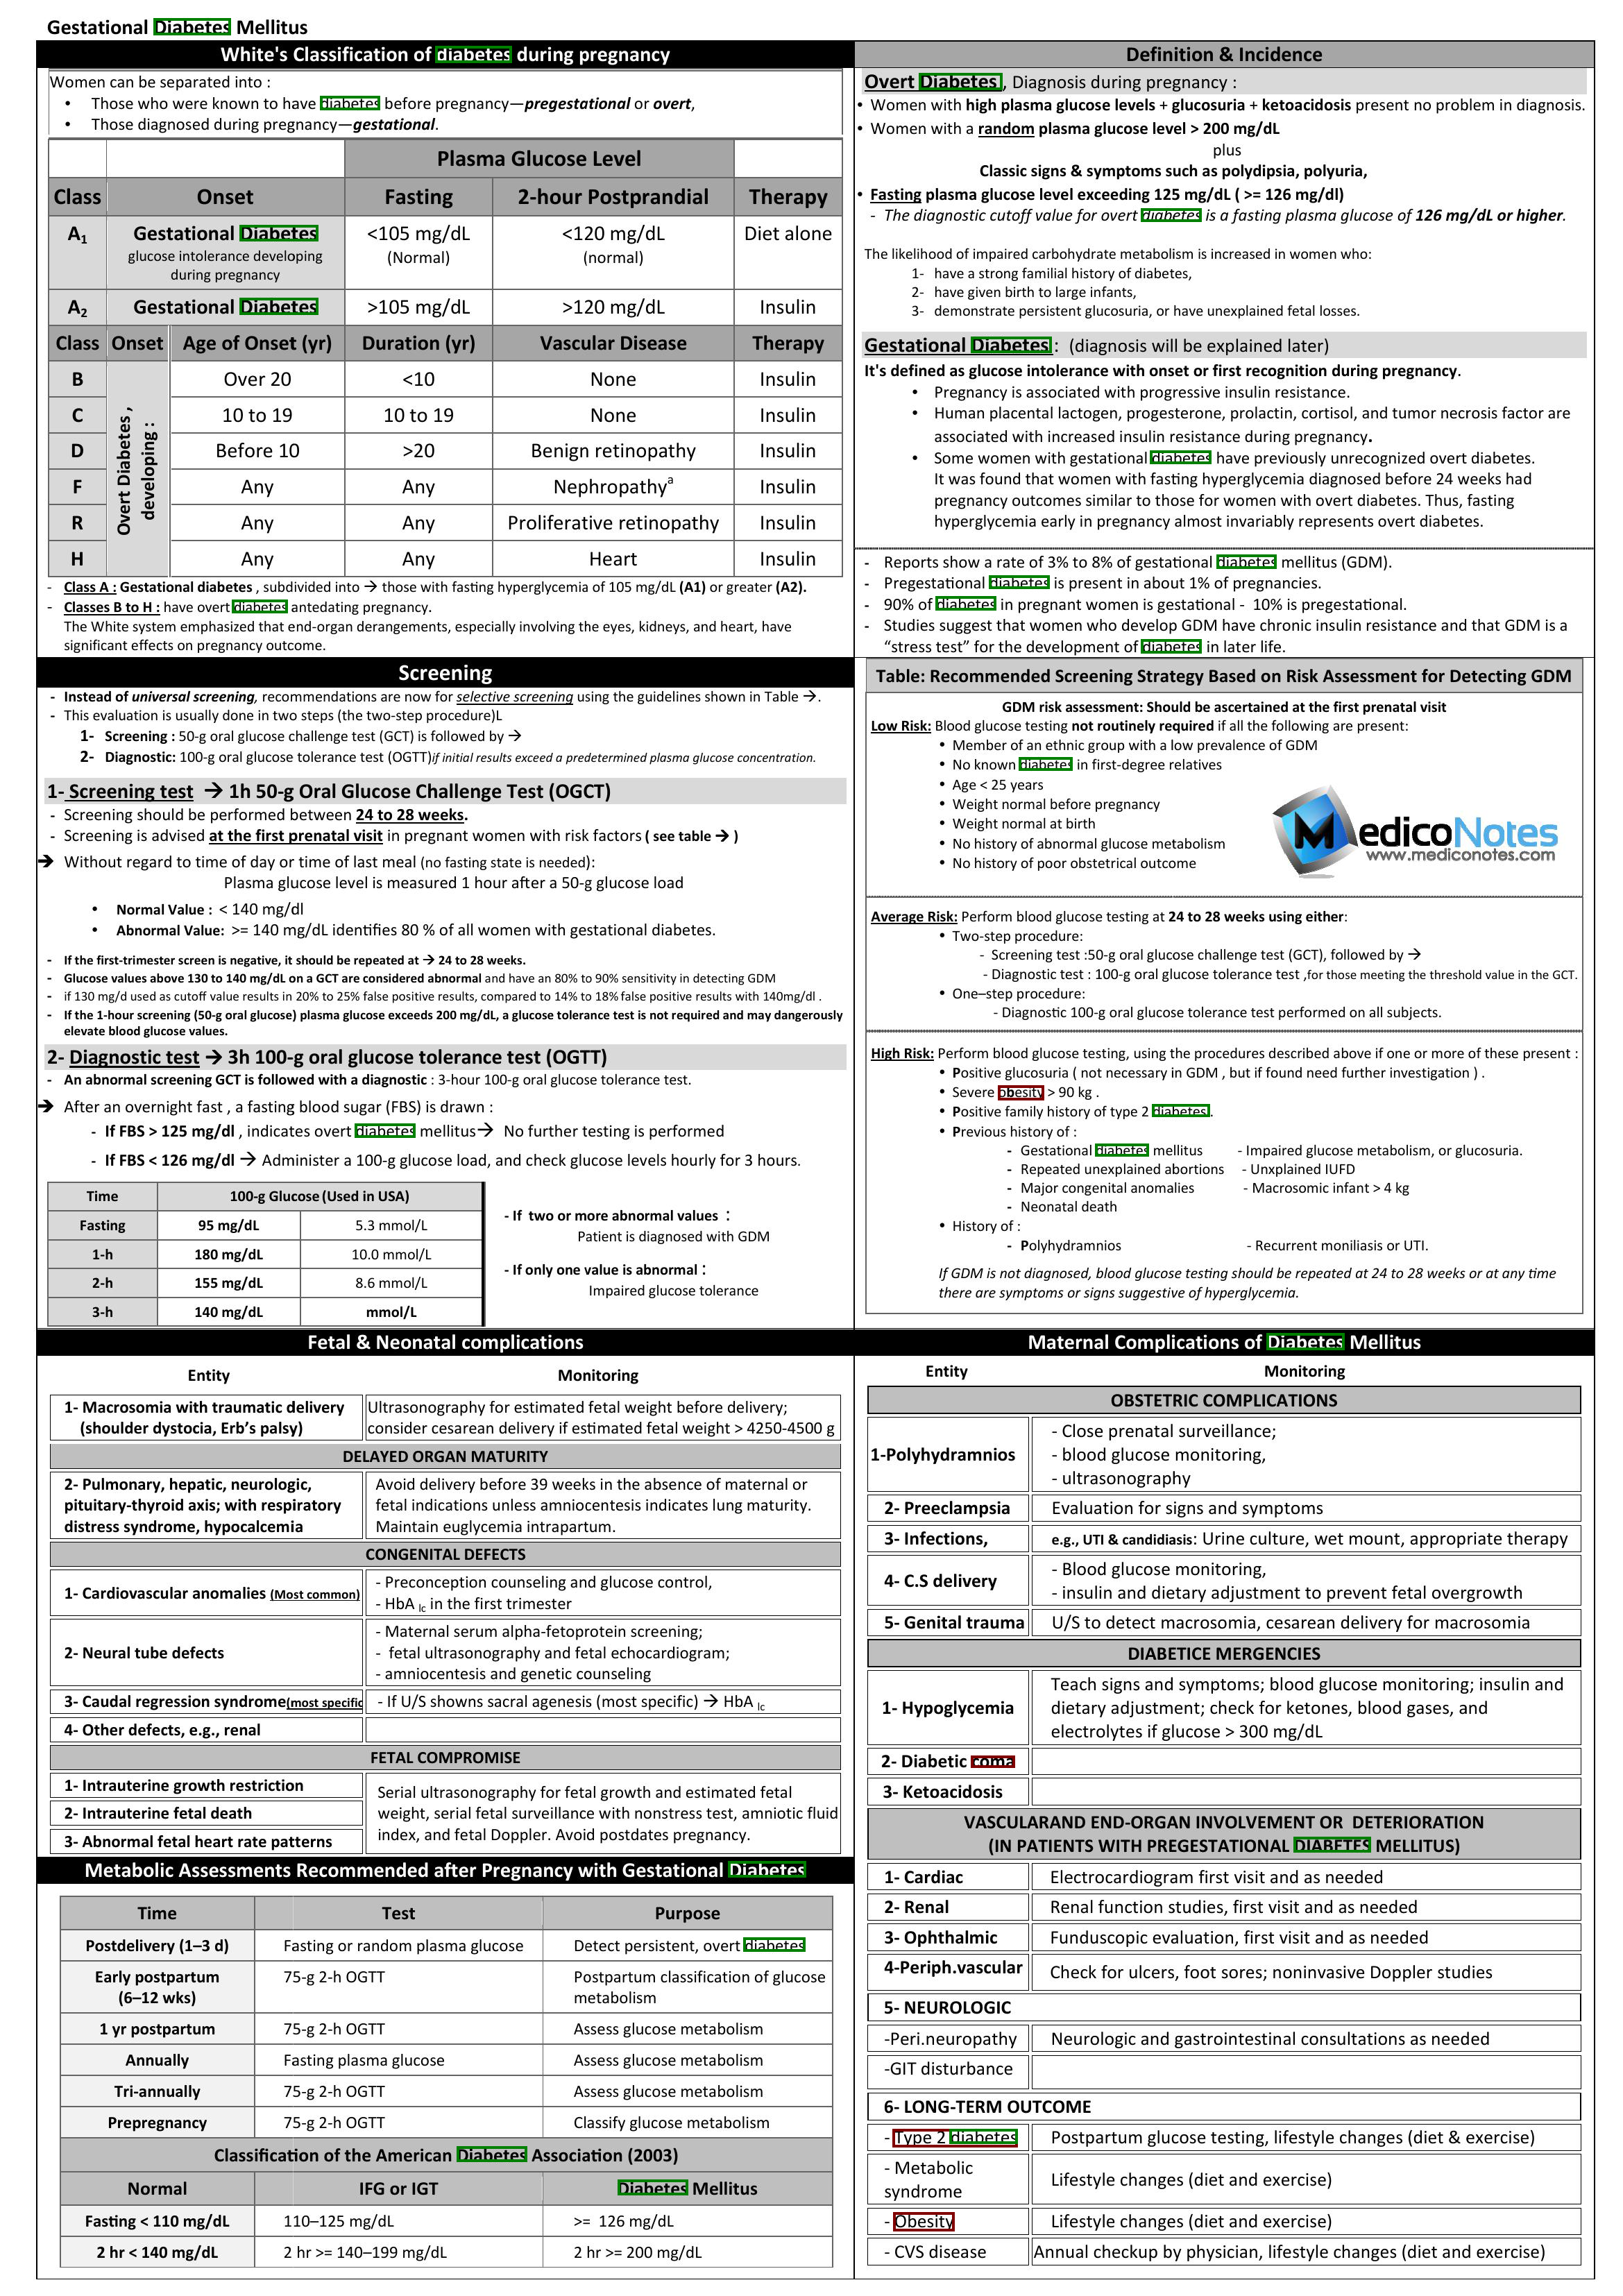 Gestational Diabetes Mellitus
White's Classification of diabetes during pregnancy
Women can be separated into :
• Those who were known to have diabetes before pregnancy—pregestational or overt,
• Those diagnosed during pregnancy—gestational.
Plasma Glucose Level
Class Onset Fasting 2-hour Postprandial Therapy
A1 Gestational Diabetes <105 mg/dL <120 mg/dL Diet alone
glucose intolerance developing (Normal) (normal)
during pregnancy
A2 Gestational Diabetes >105 mg/dL >120 mg/dL Insulin
Class Onset Age of Onset (yr) Duration (yr) Vascular Disease Therapy
Overt Diabetes ,
developing :
B Over 20 <10 None Insulin
C 10 to 19 10 to 19 None Insulin
D Before 10 >20 Benign retinopathy Insulin
F Any Any Nephropathya Insulin
R Any Any Proliferative retinopathy Insulin
H Any Any Heart Insulin
- Class A : Gestational diabetes , subdivided into → those with fasting hyperglycemia of 105 mg/dL (A1) or greater (A2).
- Classes B to H : have overt diabetes antedating pregnancy.
The White system emphasized that end-organ derangements, especially involving the eyes, kidneys, and heart, have
significant effects on pregnancy outcome.
Definition & Incidence
Overt Diabetes , Diagnosis during pregnancy :
• Women with high plasma glucose levels + glucosuria + ketoacidosis present no problem in diagnosis.
• Women with a random plasma glucose level > 200 mg/dL
plus
Classic signs & symptoms such as polydipsia, polyuria,
• Fasting plasma glucose level exceeding 125 mg/dL ( >= 126 mg/dl)
- The diagnostic cutoff value for overt diabetes is a fasting plasma glucose of 126 mg/dL or higher.
The likelihood of impaired carbohydrate metabolism is increased in women who:
1- have a strong familial history of diabetes,
2- have given birth to large infants,
3- demonstrate persistent glucosuria, or have unexplained fetal losses.
Gestational Diabetes : (diagnosis will be explained later)
It's defined as glucose intolerance with onset or first recognition during pregnancy.
• Pregnancy is associated with progressive insulin resistance.
• Human placental lactogen, progesterone, prolactin, cortisol, and tumor necrosis factor are
associated with increased insulin resistance during pregnancy.
• Some women with gestational diabetes have previously unrecognized overt diabetes.
It was found that women with fasting hyperglycemia diagnosed before 24 weeks had
pregnancy outcomes similar to those for women with overt diabetes. Thus, fasting
hyperglycemia early in pregnancy almost invariably represents overt diabetes.
- Reports show a rate of 3% to 8% of gestational diabetes mellitus (GDM).
- Pregestational diabetes is present in about 1% of pregnancies.
- 90% of diabetes in pregnant women is gestational - 10% is pregestational.
- Studies suggest that women who develop GDM have chronic insulin resistance and that GDM is a
“stress test” for the development of diabetes in later life.
Screening
- Instead of universal screening, recommendations are now for selective screening using the guidelines shown in Table →.
- This evaluation is usually done in two steps (the two-step procedure)L
1- Screening : 50-g oral glucose challenge test (GCT) is followed by →
2- Diagnostic: 100-g oral glucose tolerance test (OGTT)if initial results exceed a predetermined plasma glucose concentration.
1- Screening test → 1h 50-g Oral Glucose Challenge Test (OGCT)
- Screening should be performed between 24 to 28 weeks.
- Screening is advised at the first prenatal visit in pregnant women with risk factors ( see table → )
→ Without regard to time of day or time of last meal (no fasting state is needed):
Plasma glucose level is measured 1 hour after a 50-g glucose load
• Normal Value : < 140 mg/dl
• Abnormal Value: >= 140 mg/dL identifies 80 % of all women with gestational diabetes.
- If the first-trimester screen is negative, it should be repeated at → 24 to 28 weeks.
- Glucose values above 130 to 140 mg/dL on a GCT are considered abnormal and have an 80% to 90% sensitivity in detecting GDM
- if 130 mg/d used as cutoff value results in 20% to 25% false positive results, compared to 14% to 18% false positive results with 140mg/dl .
- If the 1-hour screening (50-g oral glucose) plasma glucose exceeds 200 mg/dL, a glucose tolerance test is not required and may dangerously
elevate blood glucose values.
2- Diagnostic test → 3h 100-g oral glucose tolerance test (OGTT)
- An abnormal screening GCT is followed with a diagnostic : 3-hour 100-g oral glucose tolerance test.
→ After an overnight fast , a fasting blood sugar (FBS) is drawn :
- If FBS > 125 mg/dl , indicates overt diabetes mellitus→ No further testing is performed
- If FBS < 126 mg/dl → Administer a 100-g glucose load, and check glucose levels hourly for 3 hours.
Time 100-g Glucose (Used in USA)
Fasting 95 mg/dL 5.3 mmol/L
1-h 180 mg/dL 10.0 mmol/L
2-h 155 mg/dL 8.6 mmol/L
3-h 140 mg/dL mmol/L
- If two or more abnormal values :
Patient is diagnosed with GDM
- If only one value is abnormal :
Impaired glucose tolerance
Table: Recommended Screening Strategy Based on Risk Assessment for Detecting GDM
GDM risk assessment: Should be ascertained at the first prenatal visit
Low Risk: Blood glucose testing not routinely required if all the following are present:
• Member of an ethnic group with a low prevalence of GDM
• No known diabetes in first-degree relatives
• Age < 25 years
• Weight normal before pregnancy
• Weight normal at birth
• No history of abnormal glucose metabolism
• No history of poor obstetrical outcome
MedicoNotes
www.mediconotes.com
Average Risk: Perform blood glucose testing at 24 to 28 weeks using either:
• Two-step procedure:
- Screening test :50-g oral glucose challenge test (GCT), followed by →
- Diagnostic test : 100-g oral glucose tolerance test ,for those meeting the threshold value in the GCT.
• One–step procedure:
- Diagnostic 100-g oral glucose tolerance test performed on all subjects.
High Risk: Perform blood glucose testing, using the procedures described above if one or more of these present :
• Positive glucosuria ( not necessary in GDM , but if found need further investigation ) .
• Severe obesity > 90 kg .
• Positive family history of type 2 diabetes.
• Previous history of :
- Gestational diabetes mellitus - Impaired glucose metabolism, or glucosuria.
- Repeated unexplained abortions - Unxplained IUFD
- Major congenital anomalies - Macrosomic infant > 4 kg
- Neonatal death
• History of :
- Polyhydramnios - Recurrent moniliasis or UTI.
If GDM is not diagnosed, blood glucose testing should be repeated at 24 to 28 weeks or at any time
there are symptoms or signs suggestive of hyperglycemia.
Fetal & Neonatal complications
Entity Monitoring
1- Macrosomia with traumatic delivery Ultrasonography for estimated fetal weight before delivery;
(shoulder dystocia, Erb’s palsy) consider cesarean delivery if estimated fetal weight > 4250-4500 g
DELAYED ORGAN MATURITY
2- Pulmonary, hepatic, neurologic, Avoid delivery before 39 weeks in the absence of maternal or
pituitary-thyroid axis; with respiratory fetal indications unless amniocentesis indicates lung maturity.
distress syndrome, hypocalcemia Maintain euglycemia intrapartum.
CONGENITAL DEFECTS
1- Cardiovascular anomalies (Most common) - Preconception counseling and glucose control,
- HbA Ic in the first trimester
2- Neural tube defects - Maternal serum alpha-fetoprotein screening;
- fetal ultrasonography and fetal echocardiogram;
- amniocentesis and genetic counseling
3- Caudal regression syndrome(most specific - If U/S showns sacral agenesis (most specific) → HbA Ic
4- Other defects, e.g., renal
FETAL COMPROMISE
1- Intrauterine growth restriction
2- Intrauterine fetal death
3- Abnormal fetal heart rate patterns
Serial ultrasonography for fetal growth and estimated fetal
weight, serial fetal surveillance with nonstress test, amniotic fluid
index, and fetal Doppler. Avoid postdates pregnancy.
Metabolic Assessments Recommended after Pregnancy with Gestational Diabetes
Time Test Purpose
Postdelivery (1–3 d) Fasting or random plasma glucose Detect persistent, overt diabetes
Early postpartum 75-g 2-h OGTT Postpartum classification of glucose
(6–12 wks) metabolism
1 yr postpartum 75-g 2-h OGTT Assess glucose metabolism
Annually Fasting plasma glucose Assess glucose metabolism
Tri-annually 75-g 2-h OGTT Assess glucose metabolism
Prepregnancy 75-g 2-h OGTT Classify glucose metabolism
Classification of the American Diabetes Association (2003)
Normal IFG or IGT Diabetes Mellitus
Fasting < 110 mg/dL 110–125 mg/dL >= 126 mg/dL
2 hr < 140 mg/dL 2 hr >= 140–199 mg/dL 2 hr >= 200 mg/dL
Maternal Complications of Diabetes Mellitus
Entity Monitoring
OBSTETRIC COMPLICATIONS
1-Polyhydramnios - Close prenatal surveillance;
- blood glucose monitoring,
- ultrasonography
2- Preeclampsia Evaluation for signs and symptoms
3- Infections, e.g., UTI & candidiasis: Urine culture, wet mount, appropriate therapy
4- C.S delivery - Blood glucose monitoring,
- insulin and dietary adjustment to prevent fetal overgrowth
5- Genital trauma U/S to detect macrosomia, cesarean delivery for macrosomia
DIABETICE MERGENCIES
1- Hypoglycemia Teach signs and symptoms; blood glucose monitoring; insulin and
dietary adjustment; check for ketones, blood gases, and
electrolytes if glucose > 300 mg/dL
2- Diabetic coma
3- Ketoacidosis
VASCULARAND END-ORGAN INVOLVEMENT OR DETERIORATION
(IN PATIENTS WITH PREGESTATIONAL DIABETES MELLITUS)
1- Cardiac Electrocardiogram first visit and as needed
2- Renal Renal function studies, first visit and as needed
3- Ophthalmic Funduscopic evaluation, first visit and as needed
4-Periph.vascular Check for ulcers, foot sores; noninvasive Doppler studies
5- NEUROLOGIC
-Peri.neuropathy Neurologic and gastrointestinal consultations as needed
-GIT disturbance
6- LONG-TERM OUTCOME
- Type 2 diabetes Postpartum glucose testing, lifestyle changes (diet & exercise)
- Metabolic syndrome Lifestyle changes (diet and exercise)
- Obesity Lifestyle changes (diet and exercise)
- CVS disease Annual checkup by physician, lifestyle changes (diet and exercise)